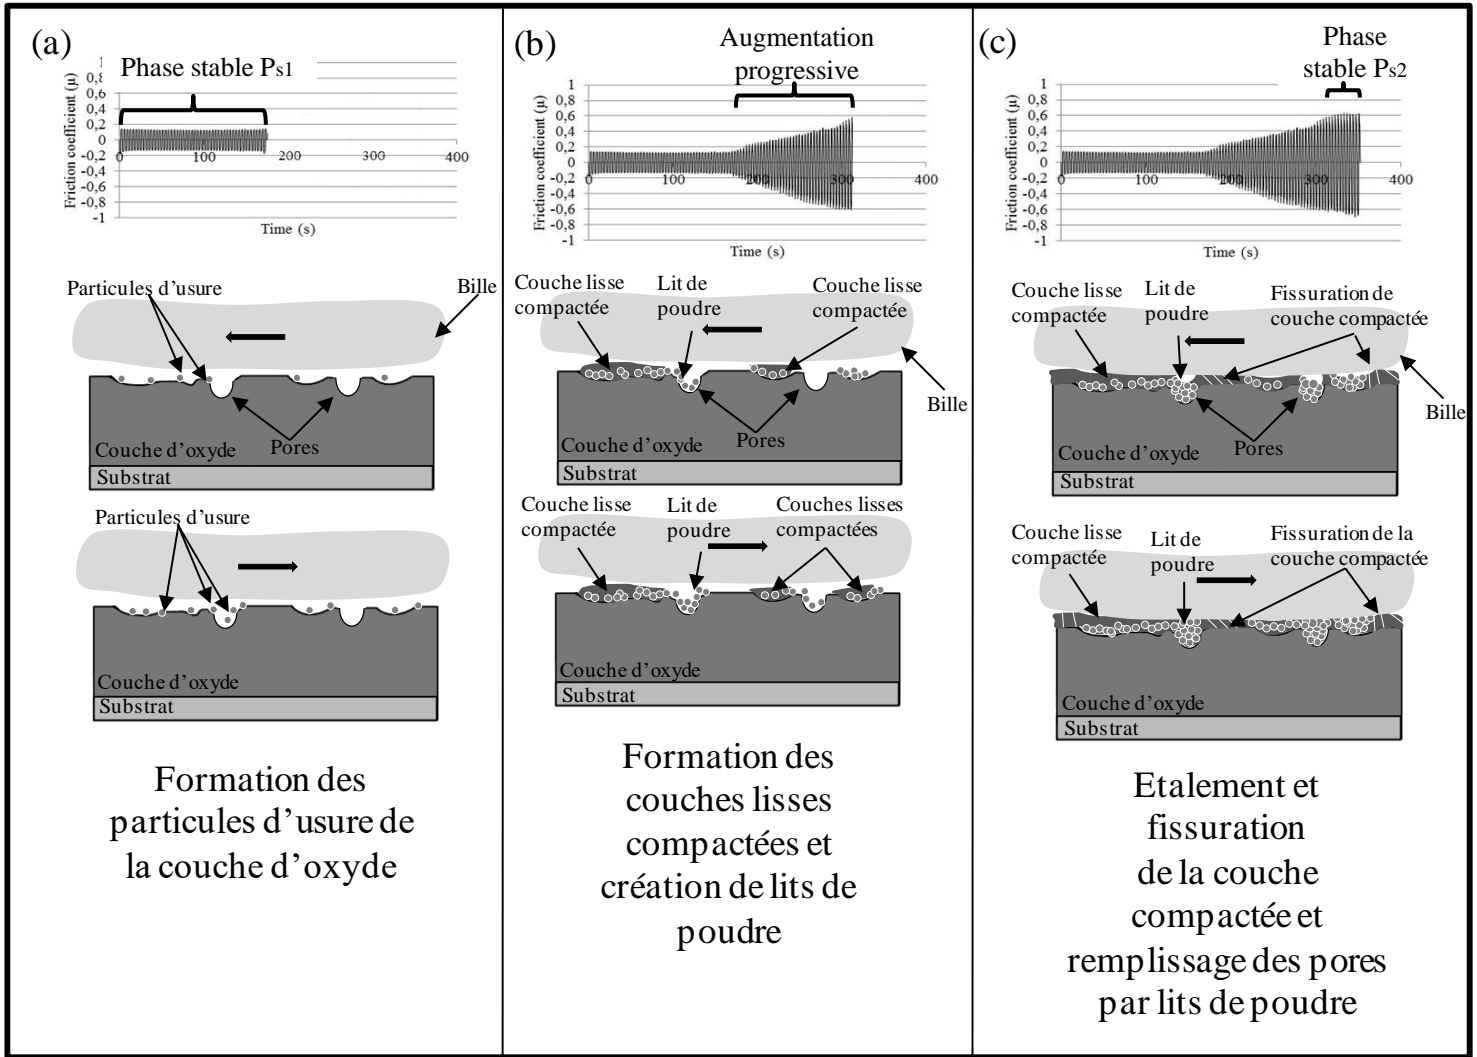 (a)
Phase stable Ps1
Friction coefficient (µ)
0,6
0,4
0,2
0
-0,2
-0,4
-0,6
-0,8
-1
0
100
200
300
400
Time (s)
Particules d'usure
Bille
Pores
Couche d'oxyde
Substrat
Particules d'usure
Couche d'oxyde
Substrat
Formation des
particules d'usure de
la couche d'oxyde
(b)
Augmentation
progressive
Friction coefficient (µ)
1
0,8
0,6
0,4
0,2
0
-0,2
-0,4
-0,6
-0,8
-1
0
100
200
300
400
Time (s)
Couche lisse
compactée
Lit de
poudre
Couche lisse
compactée
Bille
Pores
Couche d'oxyde
Substrat
Couche lisse
compactée
Lit de
poudre
Couches lisses
compactées
Couche d'oxyde
Substrat
Formation des
couches lisses
compactées et
création de lits de
poudre
(c)
Phase
stable Ps2
Friction coefficient (µ)
1
0,8
0,6
0,4
0,2
0
-0,2
-0,4
-0,6
-0,8
-1
0
100
200
300
400
Time (s)
Couche lisse
compactée
Lit de
poudre
Fissuration de
couche compactée
Bille
Pores
Couche d'oxyde
Substrat
Couche lisse
compactée
Lit de
poudre
Fissuration de la
couche compactée
Couche d'oxyde
Substrat
Etalement et
fissuration
de la couche
compactée et
remplissage des pores
par lits de poudre